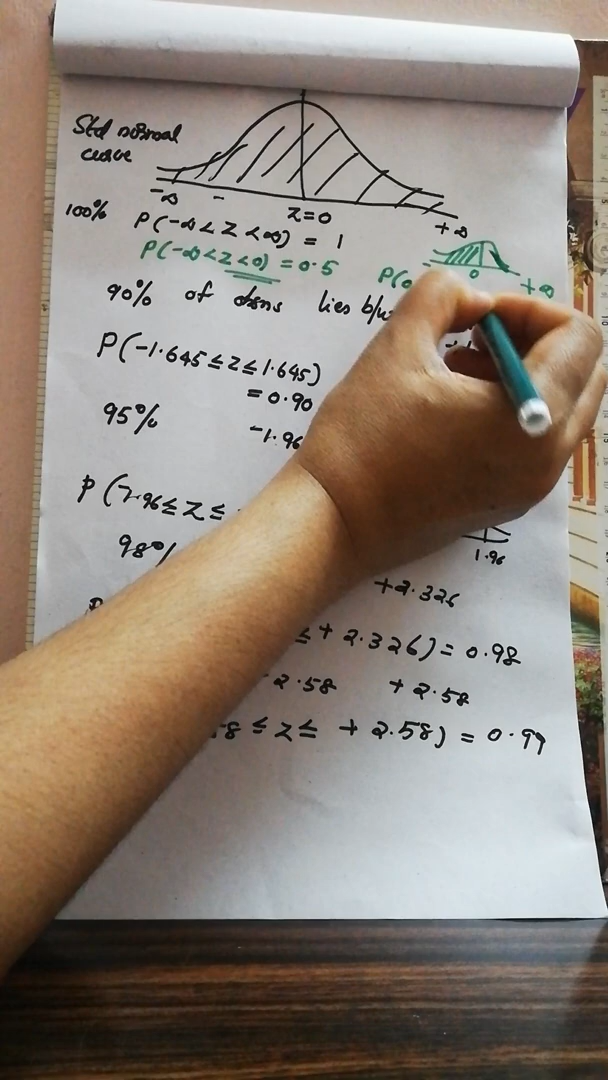 Std normal
curve
-∞ - z=0 +∞
100% P(-∞<Z<∞) = 1
P(-∞<Z<0) = 0.5
0 +∞
P(0
90% of obsns lies b/w
P(-1.645≤Z≤1.645)
= 0.90
95% -1.96
P(-1.96≤Z≤
1.96
98%
+2.326
≤+2.326) = 0.98
-2.58 +2.58
≤Z≤ +2.58) = 0.99